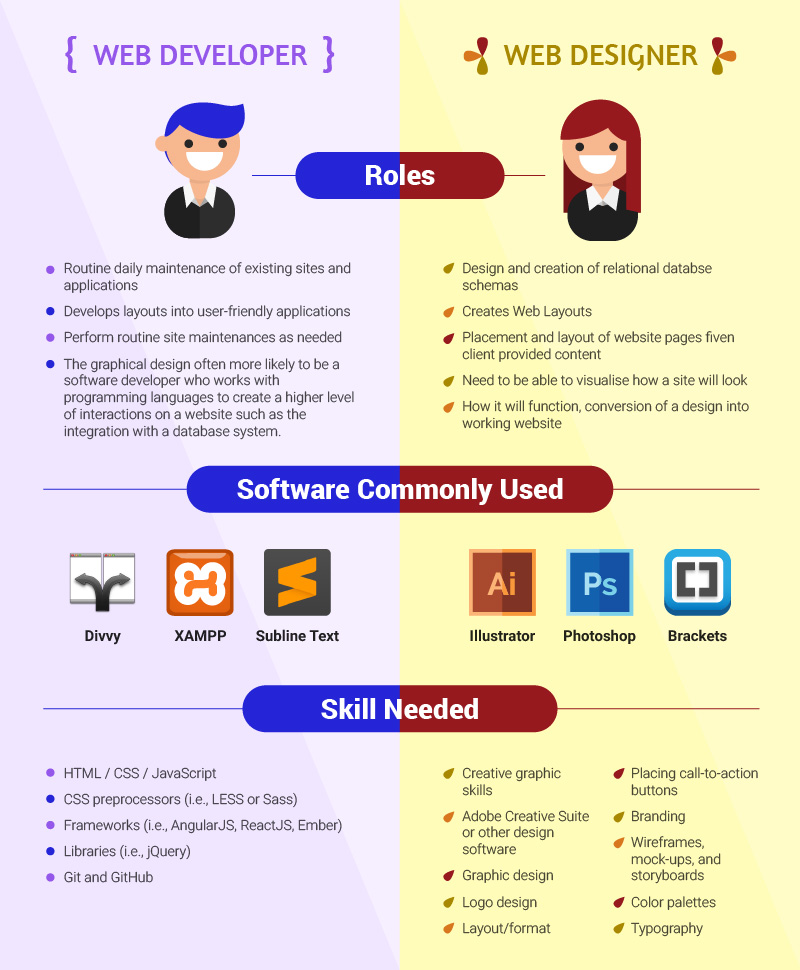 { WEB DEVELOPER }
WEB DESIGNER
Roles
Routine daily maintenance of existing sites and
applications
Develops layouts into user-friendly applications
Perform routine site maintenances as needed
The graphical design often more likely to be a
software developer who works with
programming languages to create a higher level
of interactions on a website such as the
integration with a database system.
Design and creation of relational databse
schemas
Creates Web Layouts
Placement and layout of website pages fiven
client provided content
Need to be able to visualise how a site will look
How it will function, conversion of a design into
working website
Software Commonly Used
Divvy
XAMPP
Subline Text
Ai
Illustrator
Ps
Photoshop
Brackets
Skill Needed
HTML / CSS / JavaScript
CSS preprocessors (i.e., LESS or Sass)
Frameworks (i.e., AngularJS, ReactJS, Ember)
Libraries (i.e., jQuery)
Git and GitHub
Creative graphic
skills
Adobe Creative Suite
or other design
software
Graphic design
Logo design
Layout/format
Placing call-to-action
buttons
Branding
Wireframes,
mock-ups, and
storyboards
Color palettes
Typography